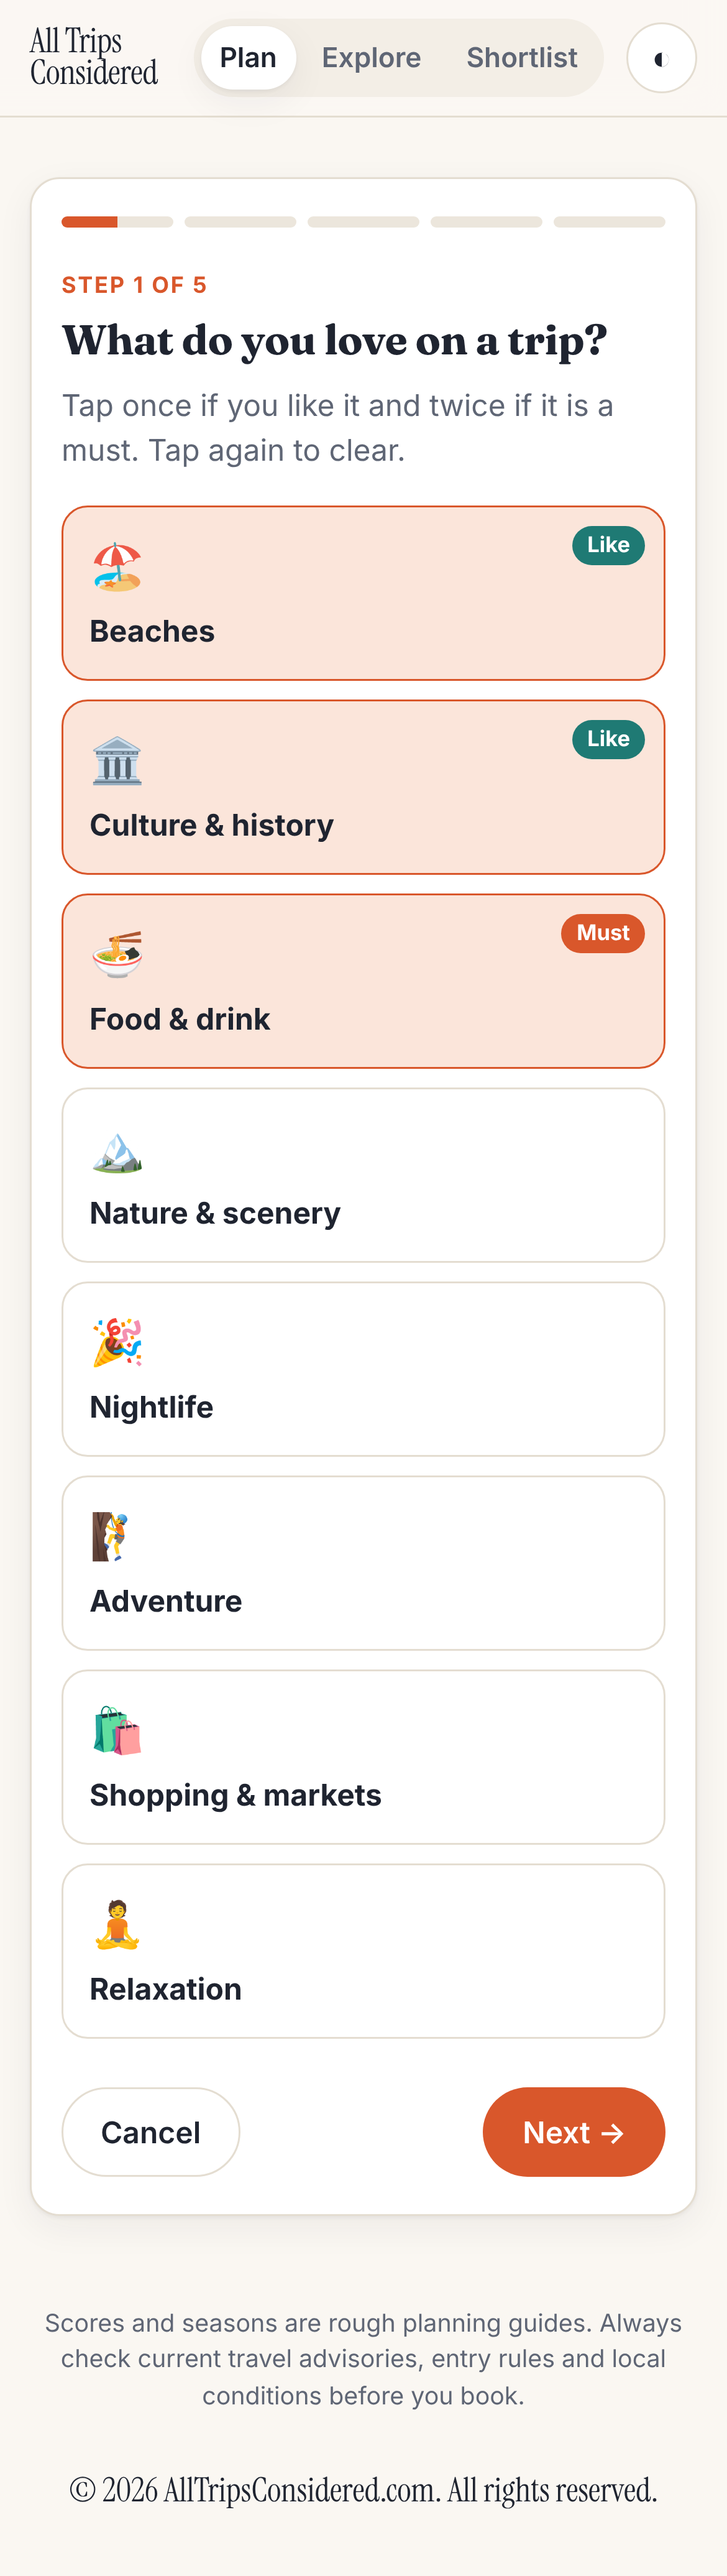 All Trips
Considered
Plan
Explore
Shortlist
STEP 1 OF 5
What do you love on a trip?
Tap once if you like it and twice if it is a
must. Tap again to clear.
Like
Beaches
Like
Culture & history
Must
Food & drink
Nature & scenery
Nightlife
Adventure
Shopping & markets
Relaxation
Cancel
Next →
Scores and seasons are rough planning guides. Always
check current travel advisories, entry rules and local
conditions before you book.
© 2026 AllTripsConsidered.com. All rights reserved.